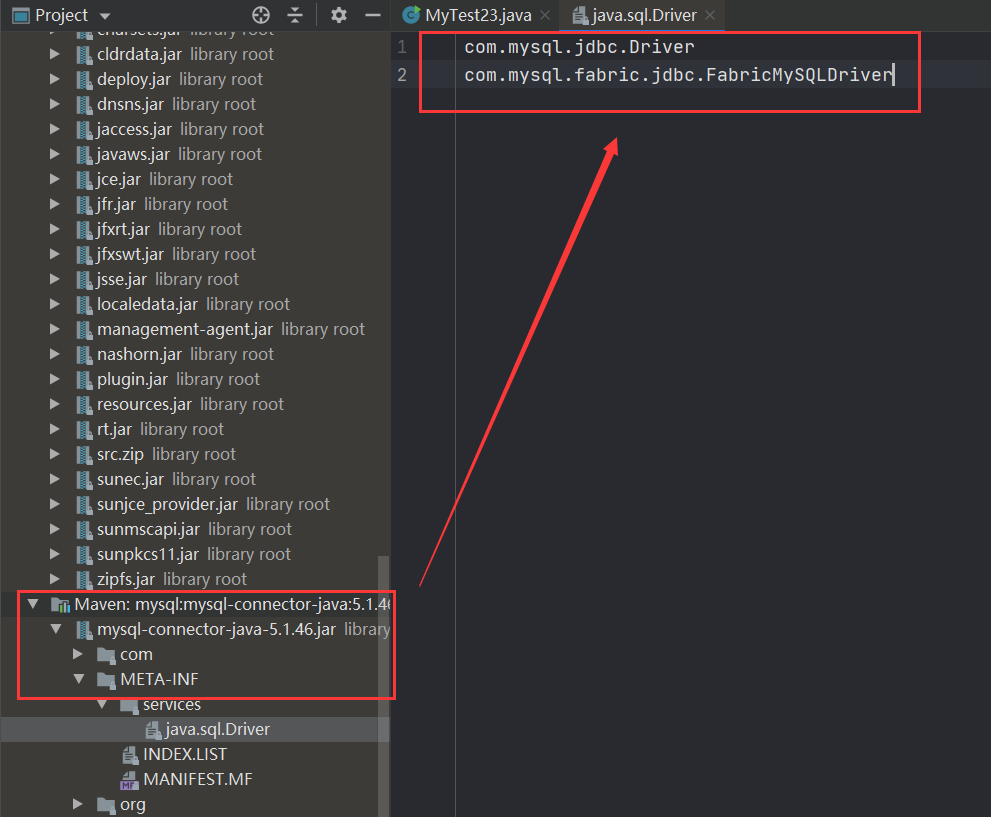 Project
MyTest23.java
java.sql.Driver
1 com.mysql.jdbc.Driver
2 com.mysql.fabric.jdbc.FabricMySQLDriver
charsets.jar library root
cldrdata.jar library root
deploy.jar library root
dnsns.jar library root
jaccess.jar library root
javaws.jar library root
jce.jar library root
jfr.jar library root
jfxrt.jar library root
jfxswt.jar library root
jsse.jar library root
localedata.jar library root
management-agent.jar library root
nashorn.jar library root
plugin.jar library root
resources.jar library root
rt.jar library root
src.zip library root
sunec.jar library root
sunjce_provider.jar library root
sunmscapi.jar library root
sunpkcs11.jar library root
zipfs.jar library root
Maven: mysql:mysql-connector-java:5.1.46
mysql-connector-java-5.1.46.jar library
com
META-INF
services
java.sql.Driver
INDEX.LIST
MF MANIFEST.MF
org